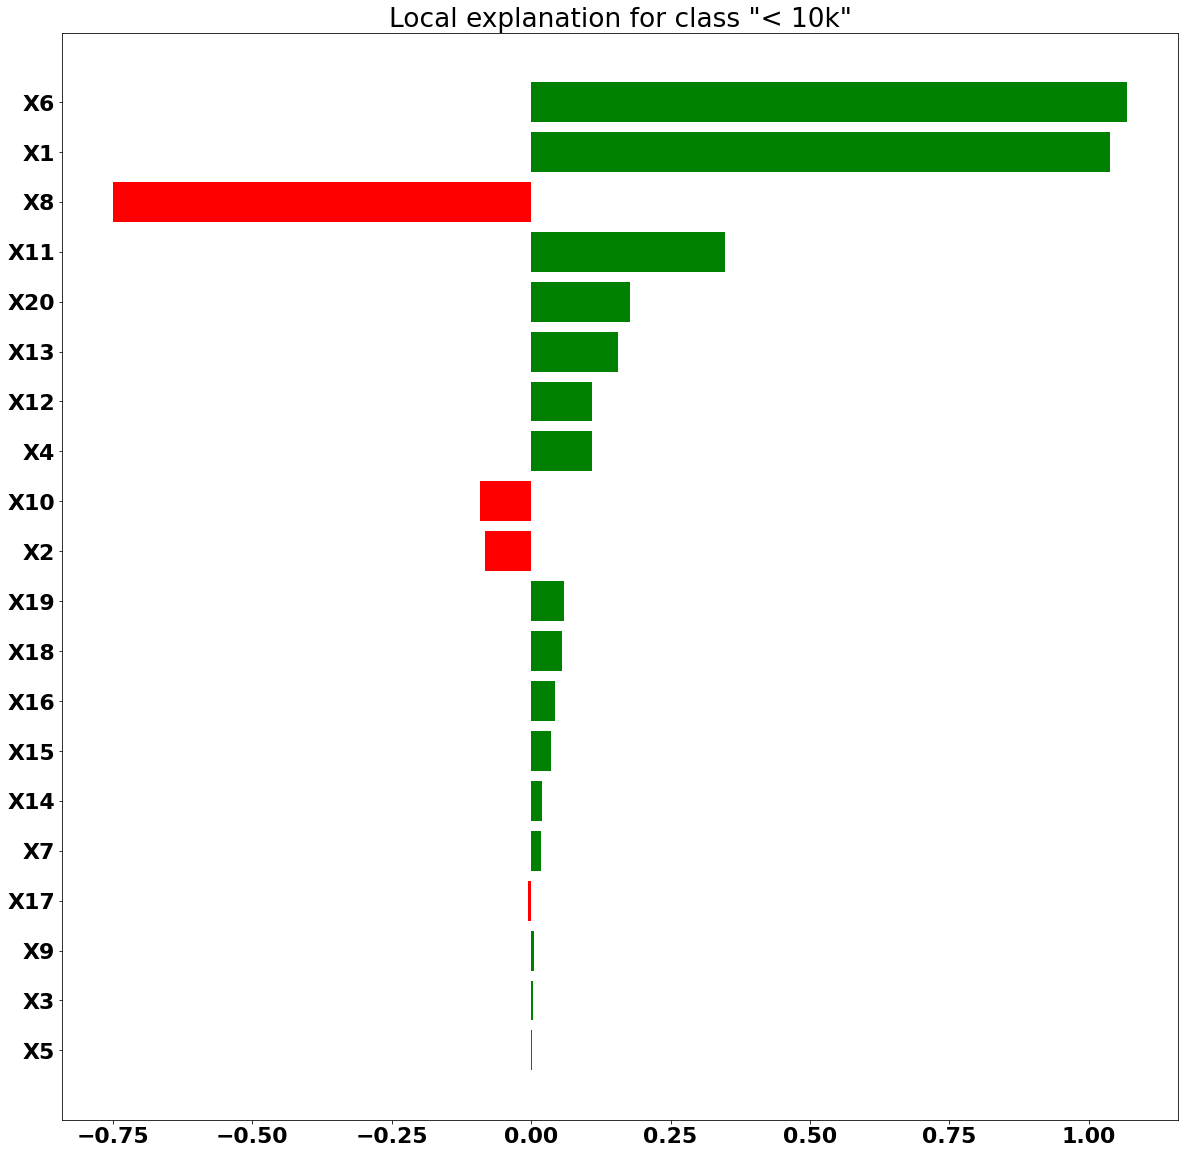 Local explanation for class "< 10k"
X6
X1
X8
X11
X20
X13
X12
X4
X10
X2
X19
X18
X16
X15
X14
X7
X17
X9
X3
X5
−0.75 −0.50 −0.25 0.00 0.25 0.50 0.75 1.00